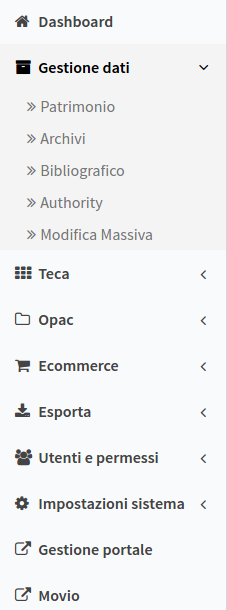 Dashboard
Gestione dati
Patrimonio
Archivi
Bibliografico
Authority
Modifica Massiva
Teca
Opac
Ecommerce
Esporta
Utenti e permessi
Impostazioni sistema
Gestione portale
Movio